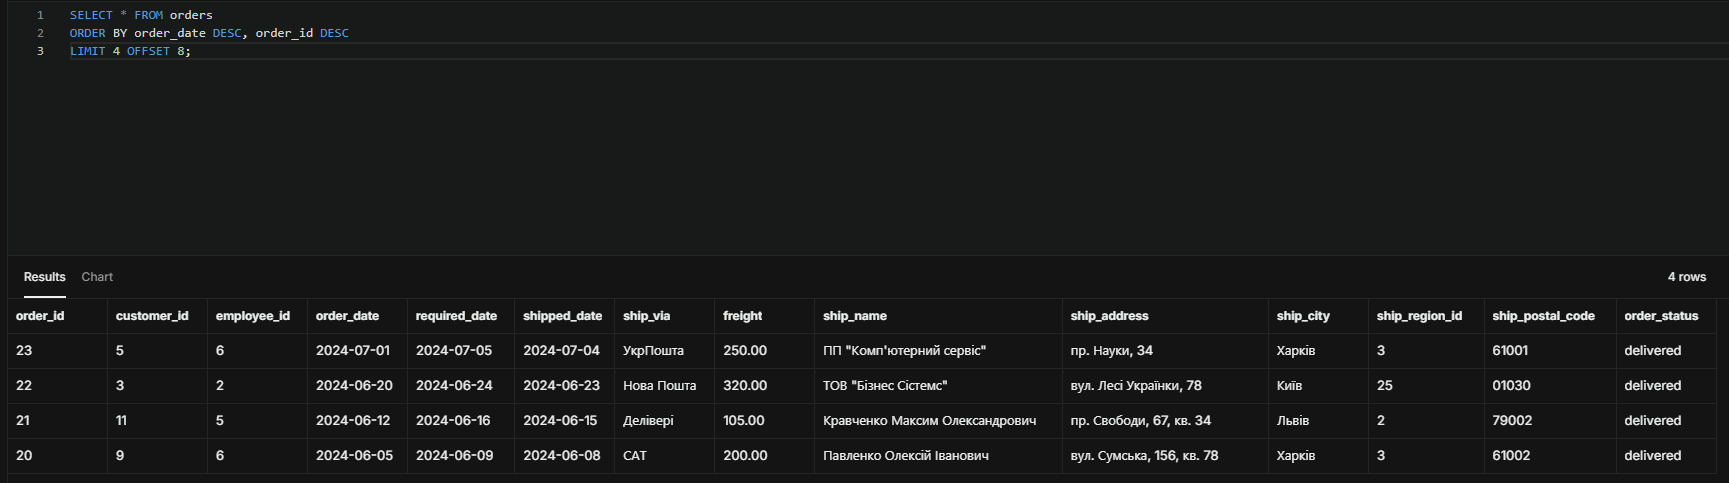 1 SELECT * FROM orders
2 ORDER BY order_date DESC, order_id DESC
3 LIMIT 4 OFFSET 8;
Results Chart 4 rows
order_id customer_id employee_id order_date required_date shipped_date ship_via freight ship_name ship_address ship_city ship_region_id ship_postal_code order_status
23 5 6 2024-07-01 2024-07-05 2024-07-04 УкрПошта 250.00 ПП "Комп'ютерний сервіс" пр. Науки, 34 Харків 3 61001 delivered
22 3 2 2024-06-20 2024-06-24 2024-06-23 Нова Пошта 320.00 ТОВ "Бізнес Сістемс" вул. Лесі Українки, 78 Київ 25 01030 delivered
21 11 5 2024-06-12 2024-06-16 2024-06-15 Делівері 105.00 Кравченко Максим Олександрович пр. Свободи, 67, кв. 34 Львів 2 79002 delivered
20 9 6 2024-06-05 2024-06-09 2024-06-08 САТ 200.00 Павленко Олексій Іванович вул. Сумська, 156, кв. 78 Харків 3 61002 delivered